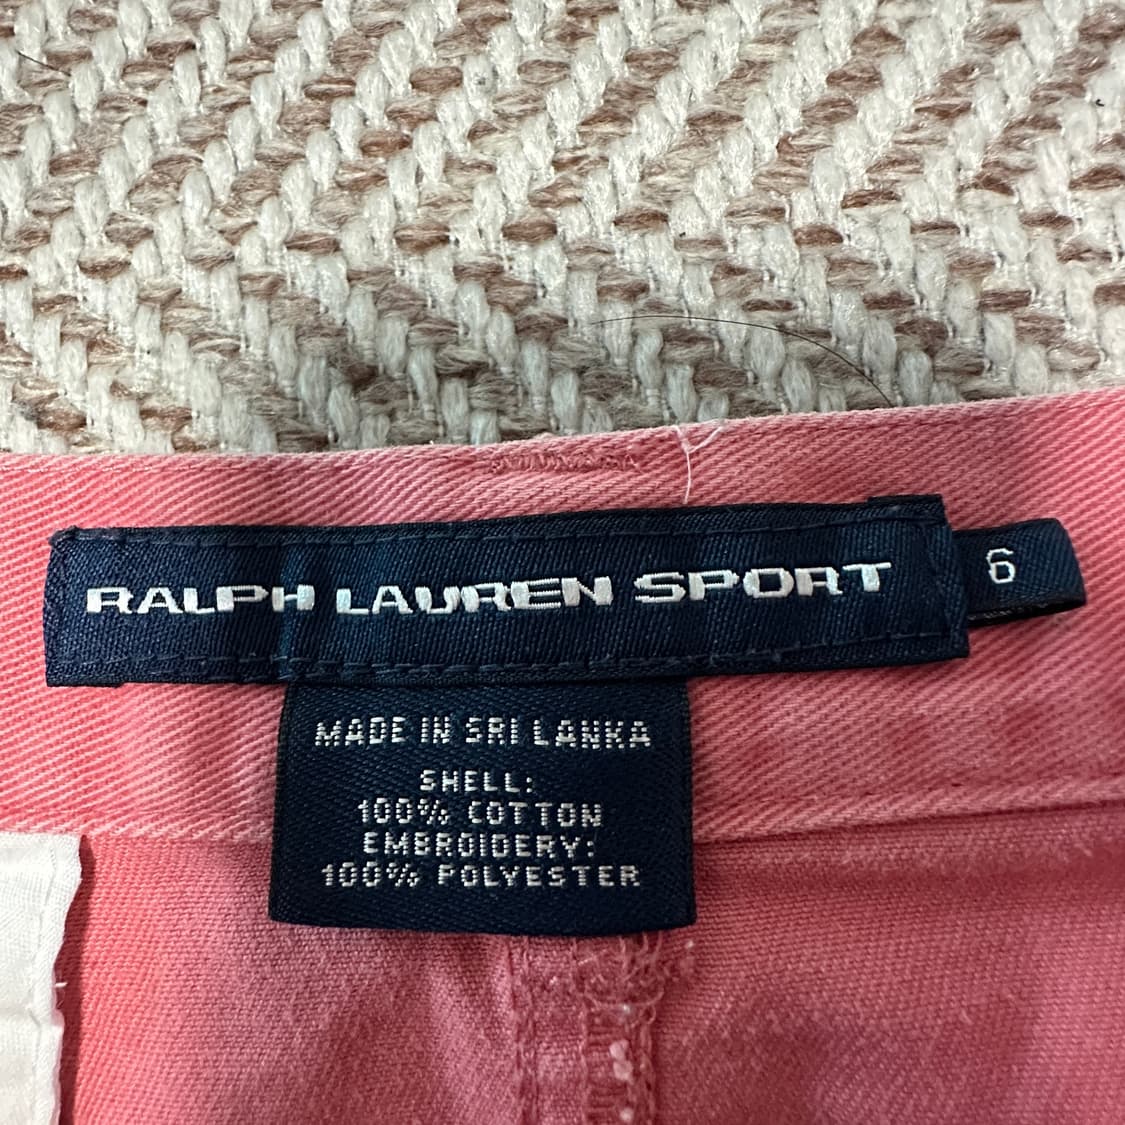 RALPH LAUREN SPORT
6
MADE IN SRI LANKA
SHELL:
100% COTTON
EMBROIDERY:
100% POLYESTER